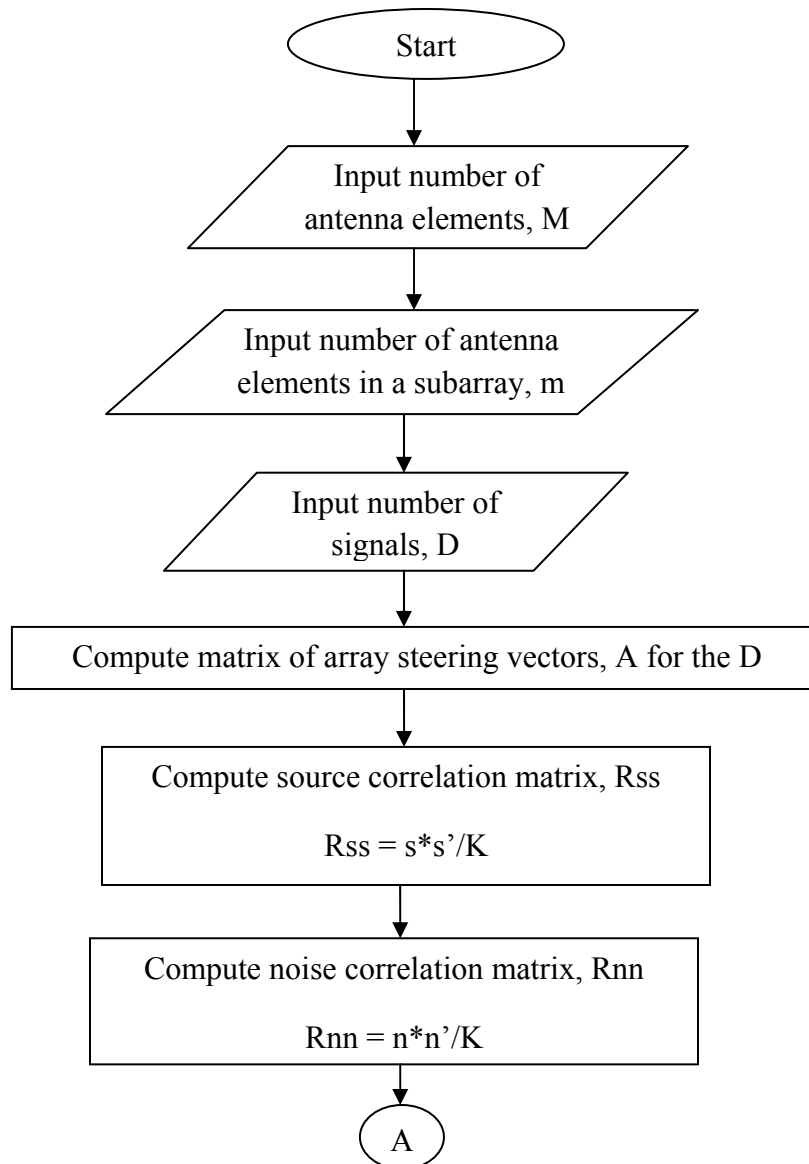 Start
Input number of
antenna elements, M
Input number of antenna
elements in a subarray, m
Input number of
signals, D
Compute matrix of array steering vectors, A for the D
Compute source correlation matrix, Rss
Rss = s*s’/K
Compute noise correlation matrix, Rnn
Rnn = n*n’/K
A